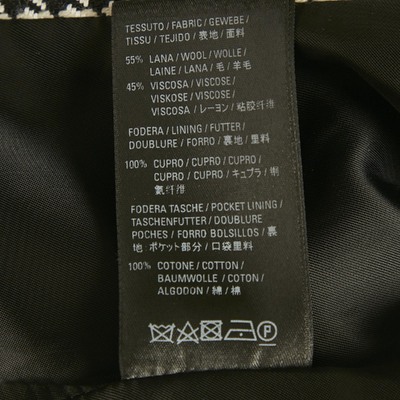 TESSUTO / FABRIC / GEWEBE /
TISSU / TEJIDO / 表地 / 面料
55% LANA / WOOL / WOLLE /
LAINE / LANA / 毛 / 羊毛
45% VISCOSA / VISCOSE /
VISKOSE / VISCOSE /
VISCOSA / レーヨン / 粘胶纤维
FODERA / LINING / FUTTER /
DOUBLURE / FORRO / 裏地 / 里料
100% CUPRO / CUPRO / CUPRO /
CUPRO / CUPRO / キュプラ / 铜
氨纤维
FODERA TASCHE / POCKET LINING /
TASCHENFUTTER / DOUBLURE
POCHES / FORRO BOLSILLOS / 裏
地 ポケット部分 / 口袋里料
100% COTONE / COTTON /
BAUMWOLLE / COTON /
ALGODON / 綿 / 棉
P